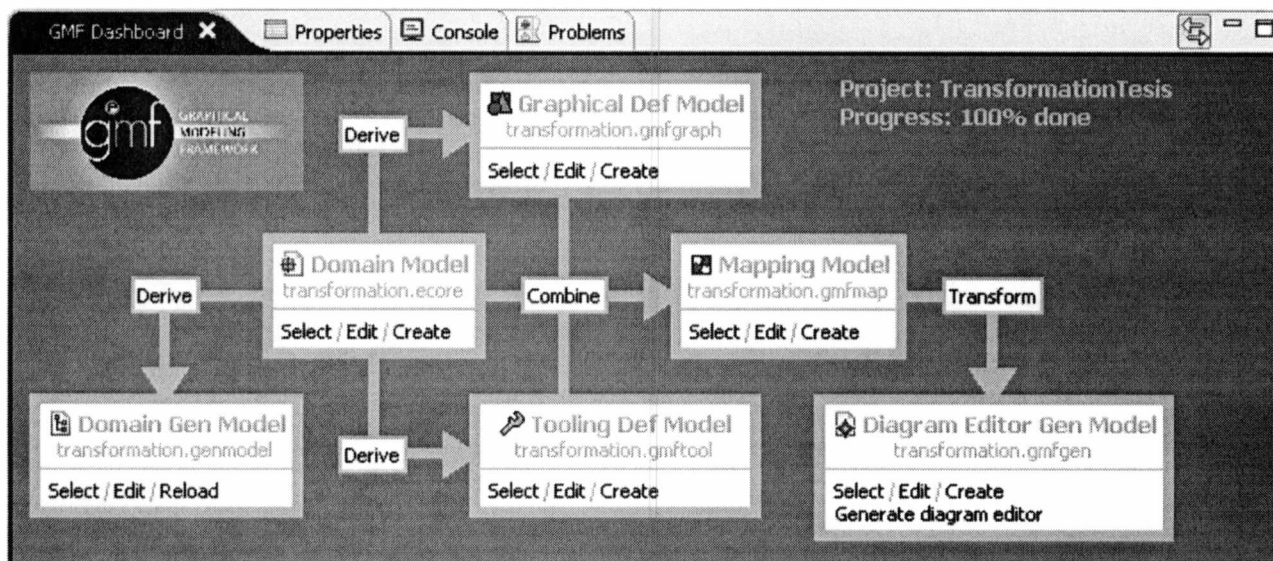 GMF Dashboard
Properties
Console
Problems
gmf
GRAPHICAL
MODELING
FRAMEWORK
Project: TransformationTesis
Progress: 100% done
Derive
Graphical Def Model
transformation.gmfgraph
Select / Edit / Create
Derive
Domain Model
transformation.ecore
Select / Edit / Create
Combine
Mapping Model
transformation.gmfmap
Select / Edit / Create
Transform
Domain Gen Model
transformation.genmodel
Select / Edit / Reload
Derive
Tooling Def Model
transformation.gmftool
Select / Edit / Create
Diagram Editor Gen Model
transformation.gmfgen
Select / Edit / Create
Generate diagram editor